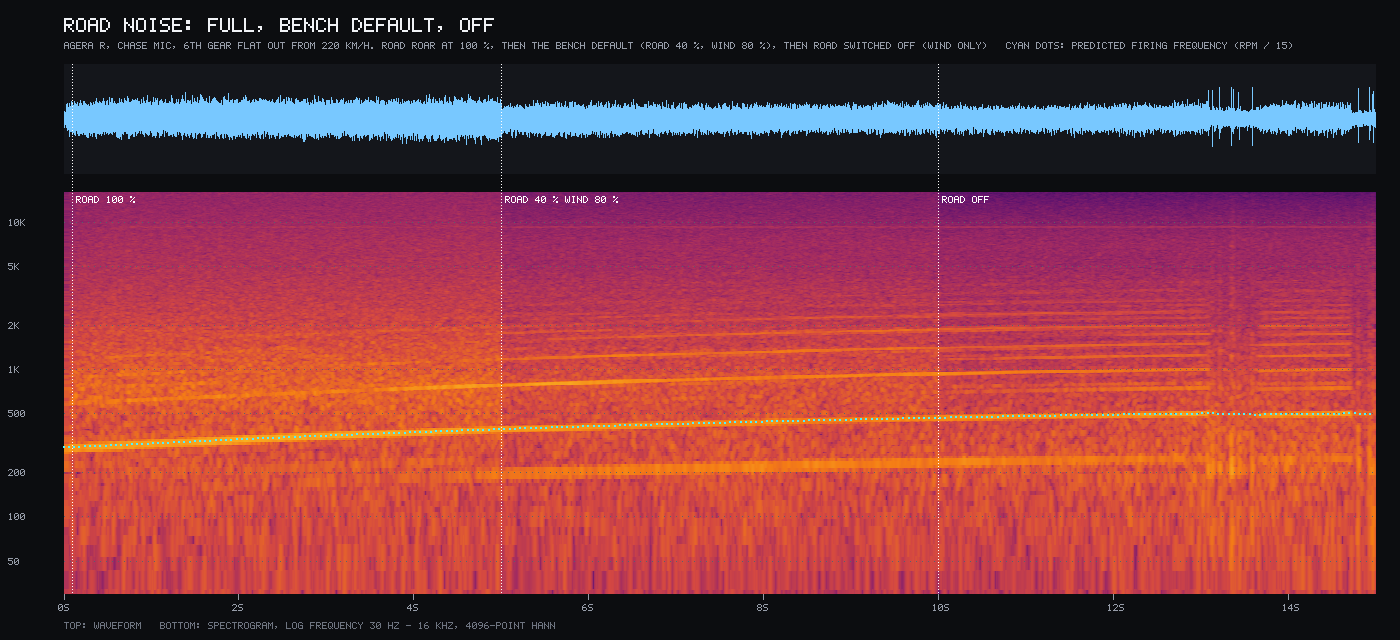 ROAD NOISE: FULL, BENCH DEFAULT, OFF
AGERA R, CHASE MIC, 6TH GEAR FLAT OUT FROM 220 KM/H. ROAD ROAR AT 100 %, THEN THE BENCH DEFAULT (ROAD 40 %, WIND 80 %), THEN ROAD SWITCHED OFF (WIND ONLY)   CYAN DOTS: PREDICTED FIRING FREQUENCY (RPM / 15)
ROAD 100 %   ROAD 40 % WIND 80 %   ROAD OFF
10K
5K
2K
1K
500
200
100
50
0S   2S   4S   6S   8S   10S   12S   14S
TOP: WAVEFORM   BOTTOM: SPECTROGRAM, LOG FREQUENCY 30 HZ - 16 KHZ, 4096-POINT HANN